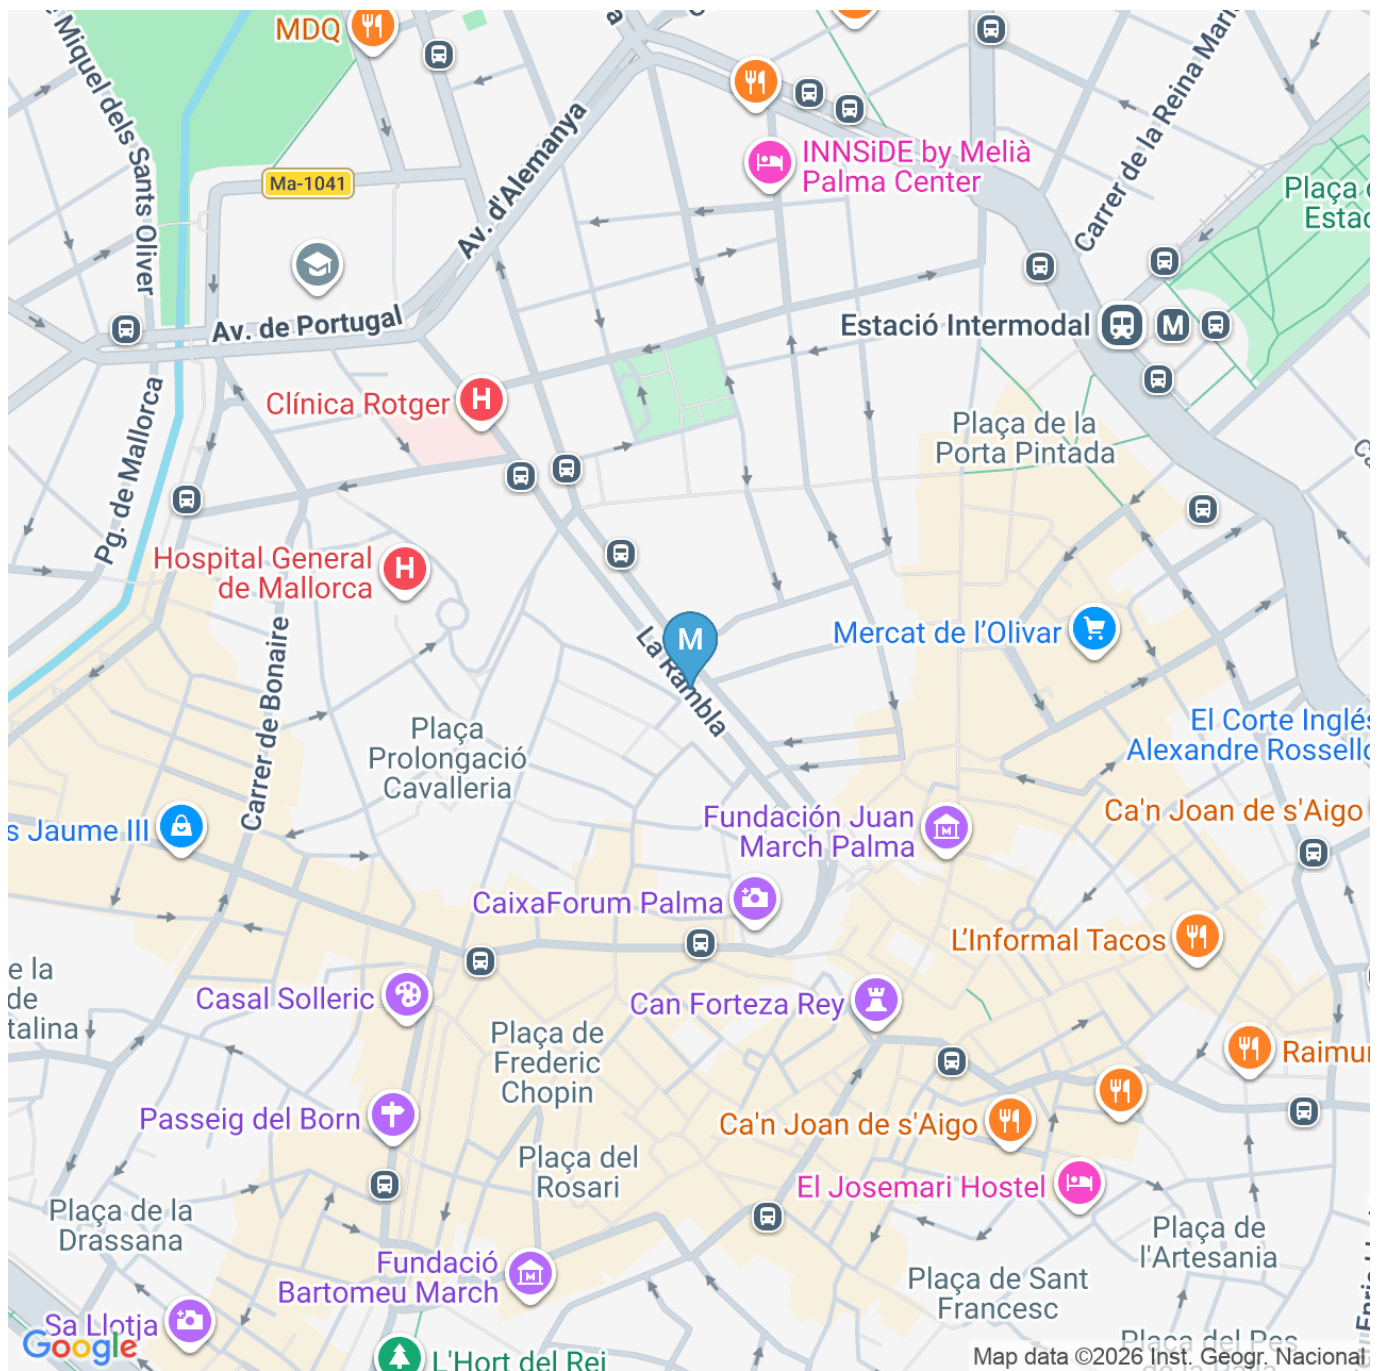 MDQ
Miquel dels Sants Oliver
Ma-1041
Av. d'Alemanya
INNSiDE by Melià
Palma Center
Carrer de la Reina Mari
Plaça
Estac
Av. de Portugal
Estació Intermodal
M
Clínica Rotger
H
Plaça de la
Porta Pintada
Pg. de Mallorca
Hospital General
de Mallorca
H
Carrer de Bonaire
M
La Rambla
Mercat de l'Olivar
Plaça
Prolongació
Cavalleria
El Corte Inglés
Alexandre Rossello
s Jaume III
Fundación Juan
March Palma
Ca'n Joan de s'Aigo
CaixaForum Palma
L'Informal Tacos
e la
de
talina
Casal Solleric
Can Forteza Rey
Plaça de
Frederic
Chopin
Raimun
Passeig del Born
Ca'n Joan de s'Aigo
Plaça del
Rosari
El Josemari Hostel
Plaça de la
Drassana
Plaça de
l'Artesania
Fundació
Bartomeu March
Plaça de Sant
Francesc
Sa Llotja
Google
L'Hort del Rei
Plaça del Pes
Map data ©2026 Inst. Geogr. Nacional